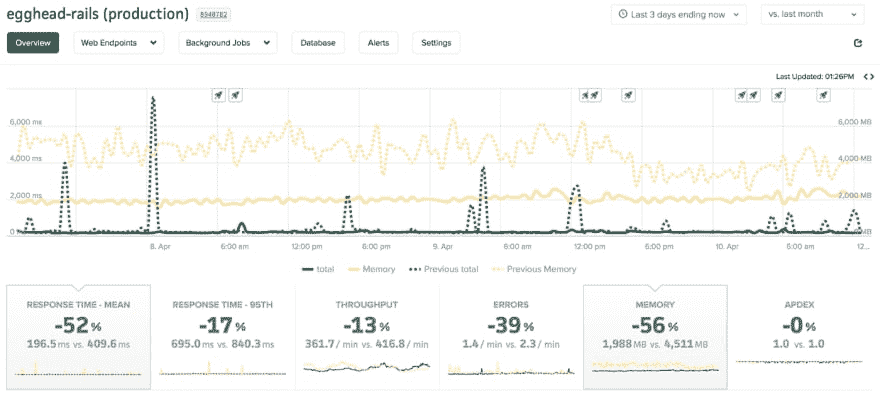 egghead-rails (production) 8948782
Last 3 days ending now vs. last month
Overview Web Endpoints Background Jobs Database Alerts Settings
Last Updated: 01:26PM
6,000 ms 6,000 MB
4,000 ms 4,000 MB
2,000 ms 2,000 MB
0 0 MB
8. Apr 6:00 am 12:00 pm 6:00 pm 9. Apr 6:00 am 12:00 pm 6:00 pm 10. Apr 6:00 am 12...
total Memory Previous total Previous Memory
RESPONSE TIME - MEAN RESPONSE TIME - 95TH THROUGHPUT ERRORS MEMORY APDEX
-52 % -17 % -13 % -39 % -56 % -0 %
196.5 ms vs. 409.6 ms 695.0 ms vs. 840.3 ms 361.7 / min vs. 416.8 / min 1.4 / min vs. 2.3 / min 1,988 MB vs. 4,511 MB 1.0 vs. 1.0